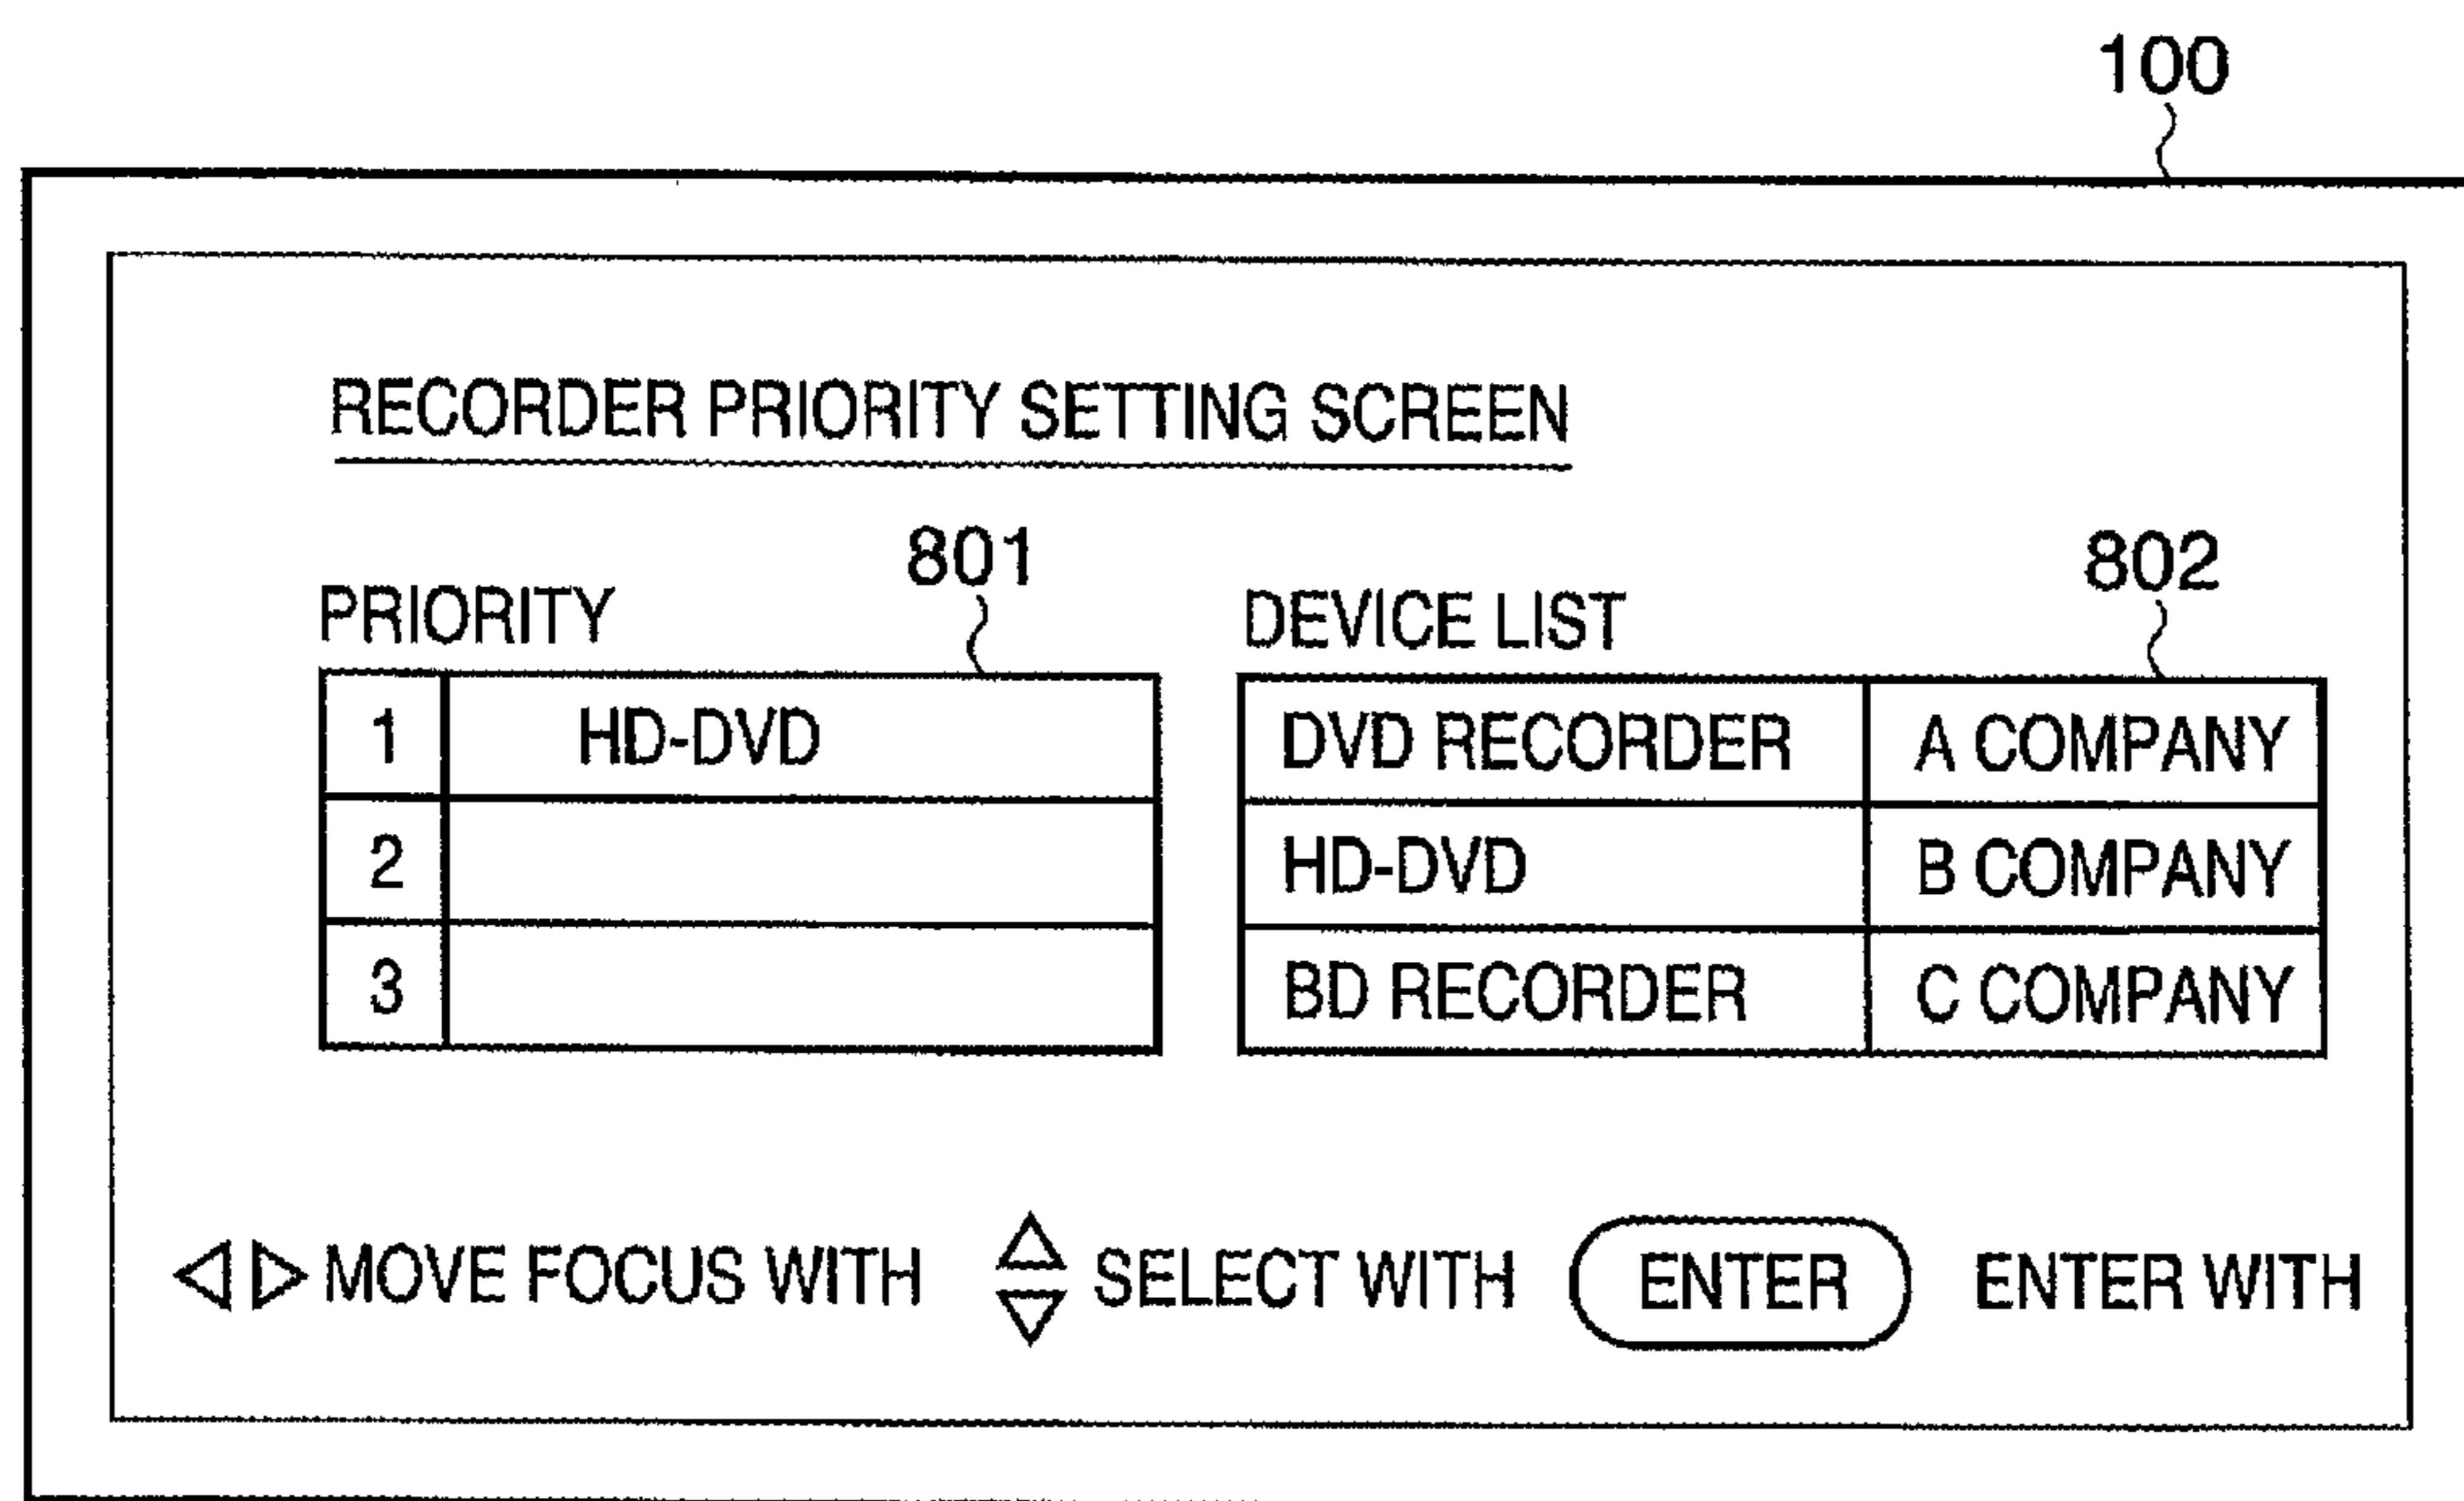 100
RECORDER PRIORITY SETTING SCREEN
801
802
PRIORITY
DEVICE LIST
1 HD-DVD
2
3
DVD RECORDER A COMPANY
HD-DVD B COMPANY
BD RECORDER C COMPANY
MOVE FOCUS WITH SELECT WITH ENTER ENTER WITH